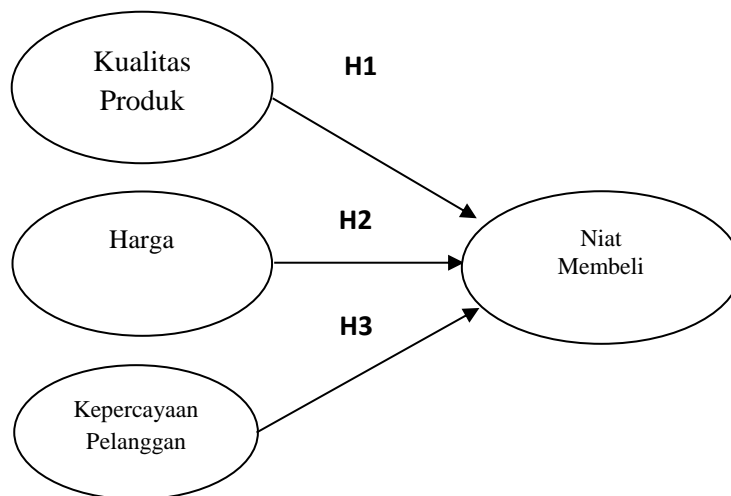 Kualitas
Produk
H1
Harga
H2
Niat
Membeli
H3
Kepercayaan
Pelanggan